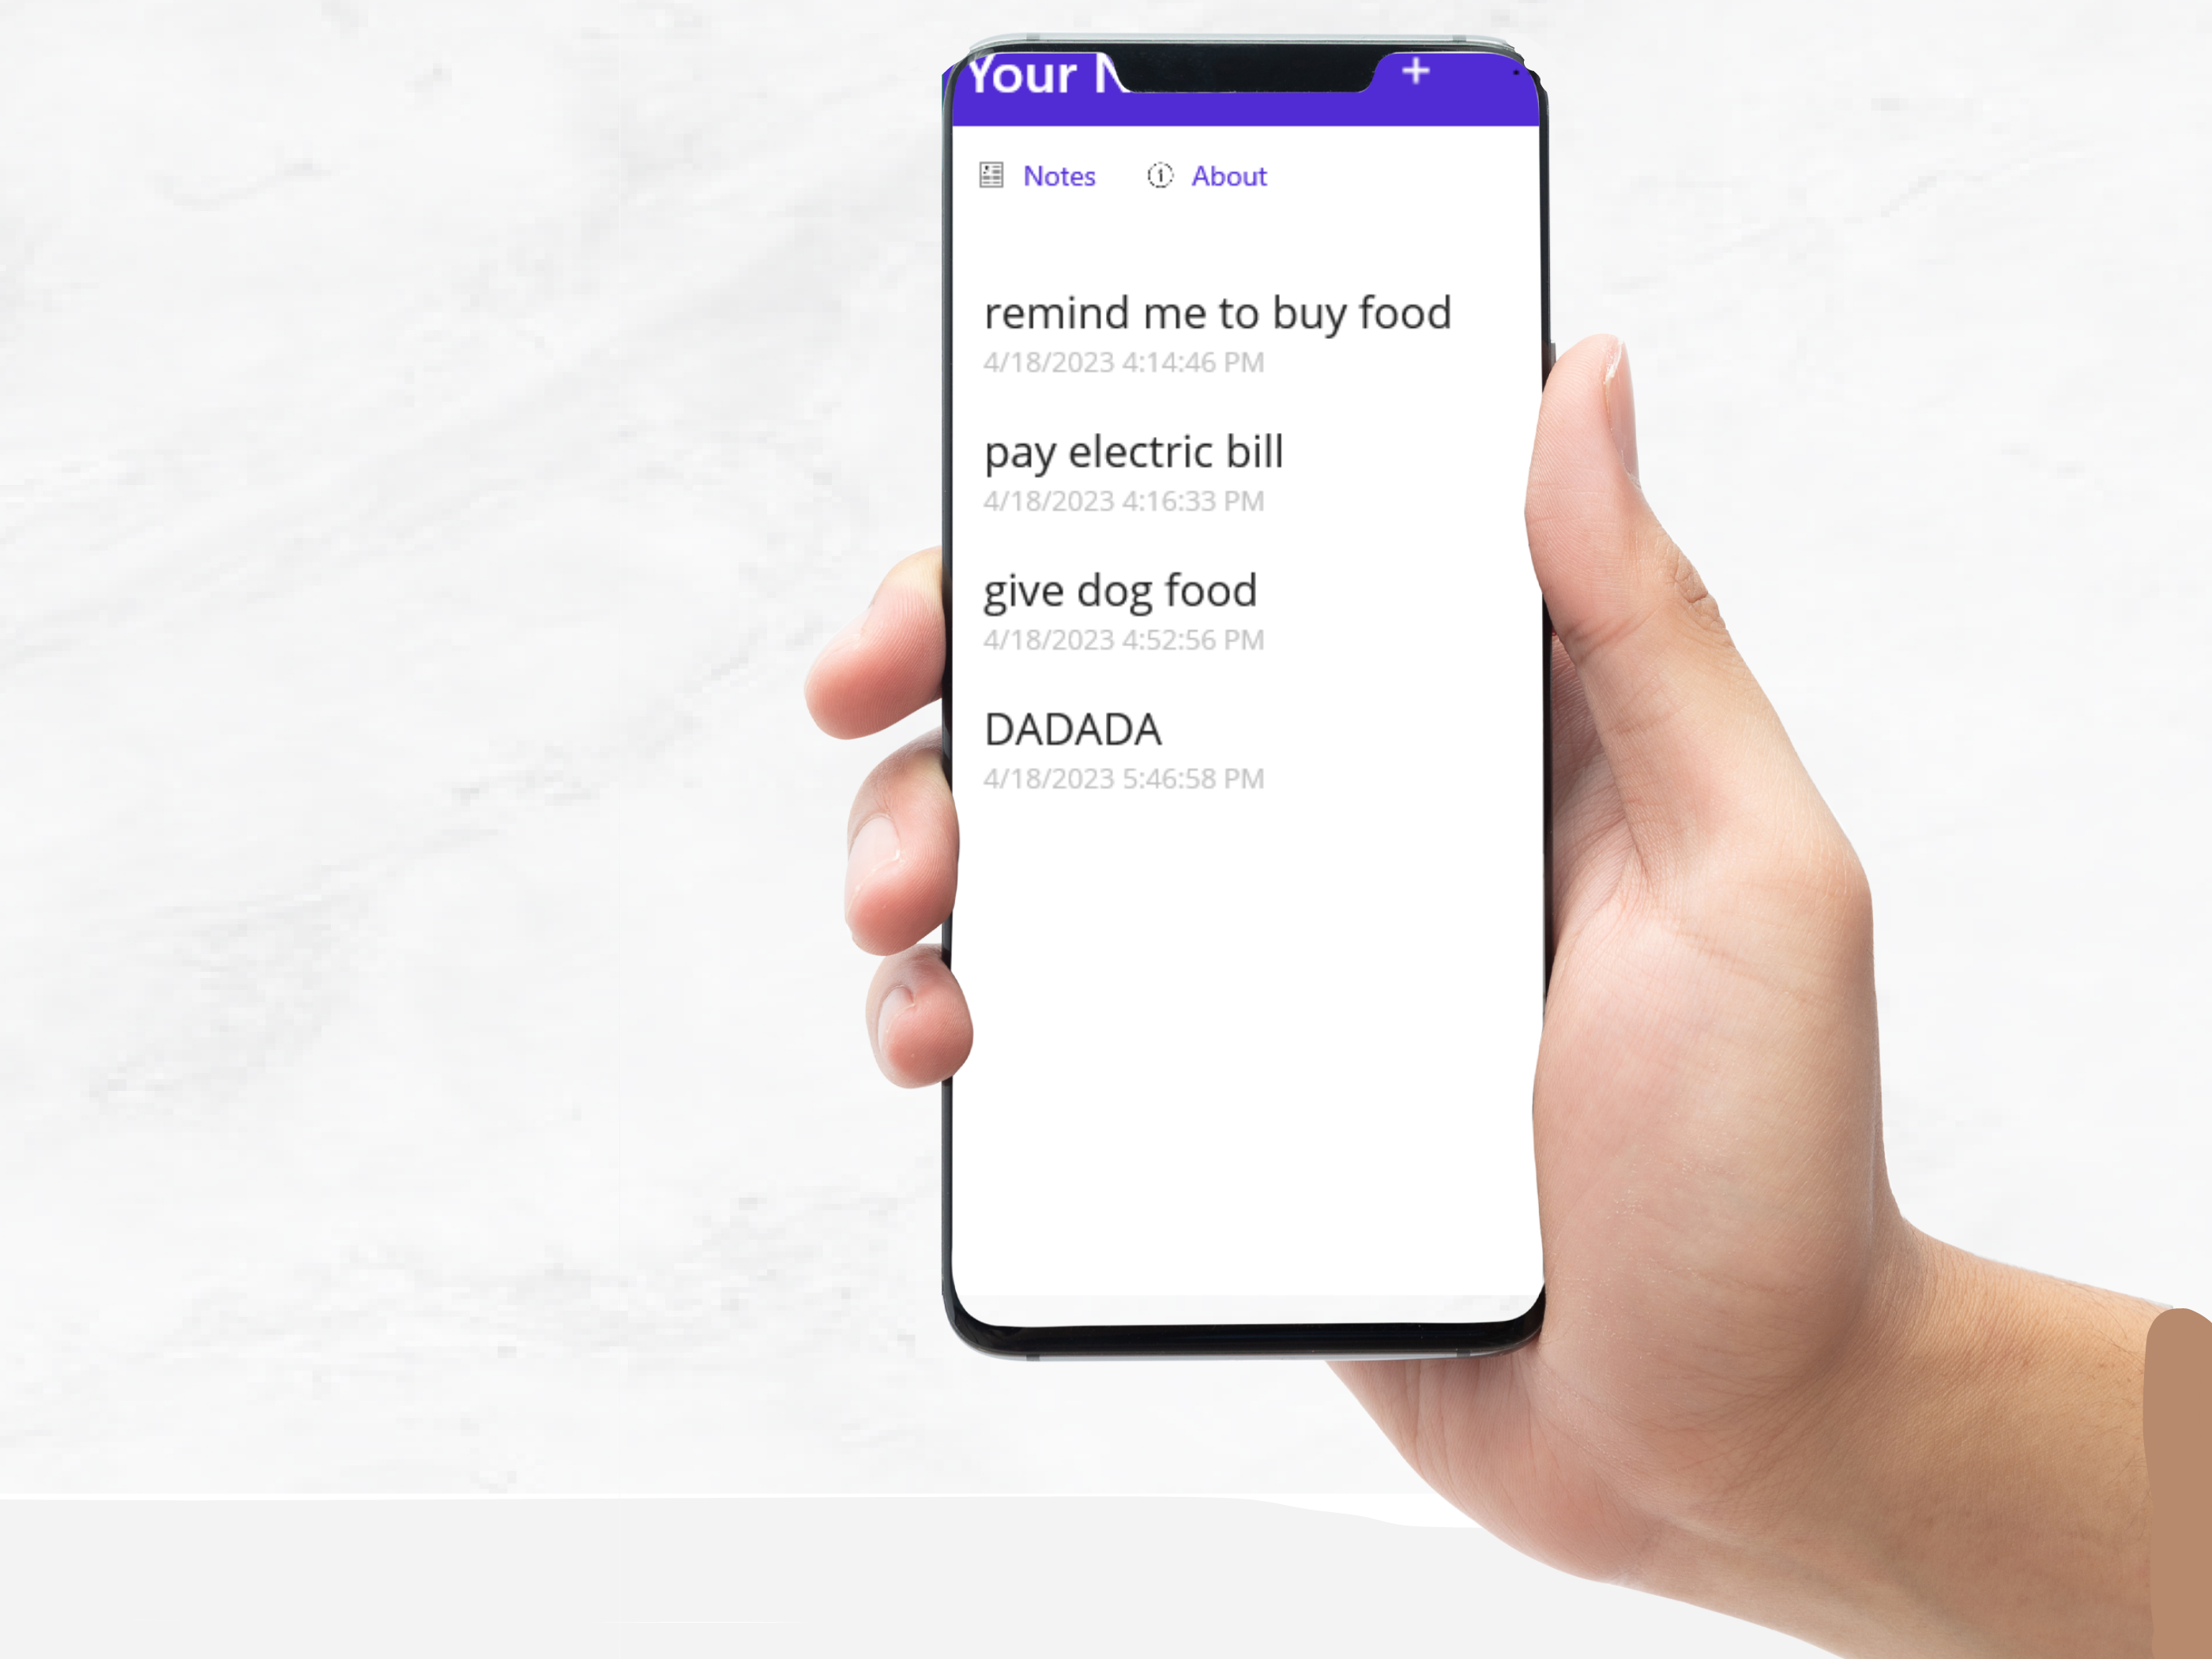 Your N
+
Notes About
remind me to buy food
4/18/2023 4:14:46 PM
pay electric bill
4/18/2023 4:16:33 PM
give dog food
4/18/2023 4:52:56 PM
DADADA
4/18/2023 5:46:58 PM